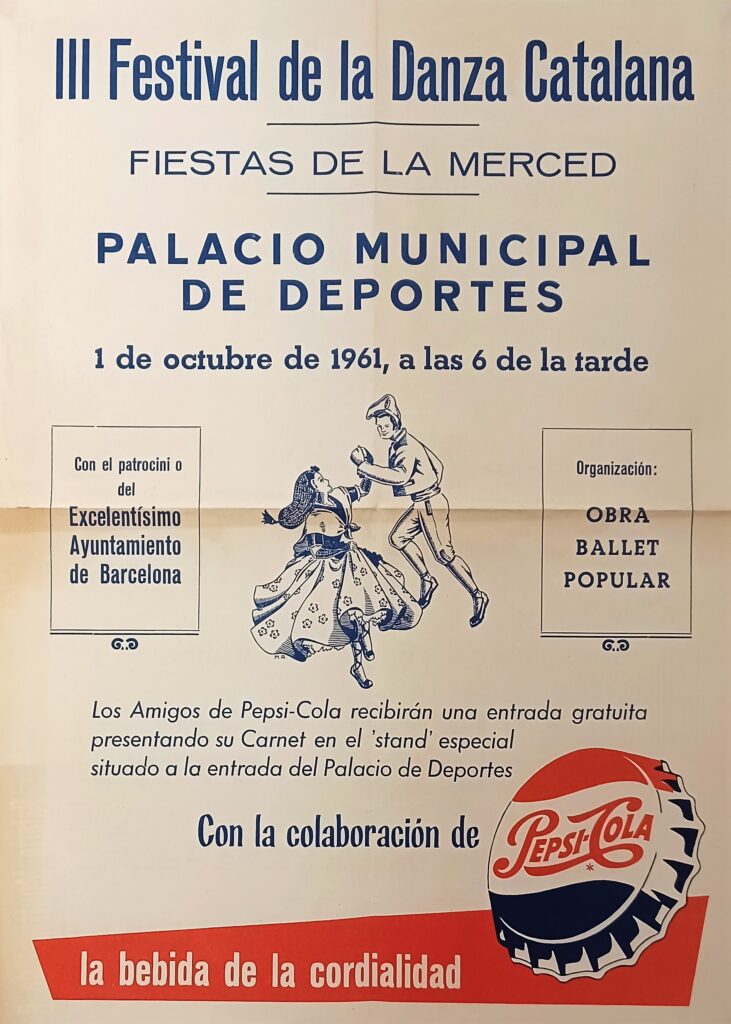 III Festival de la Danza Catalana
FIESTAS DE LA MERCED
PALACIO MUNICIPAL
DE DEPORTES
1 de octubre de 1961, a las 6 de la tarde
Con el patrocini o
del
Excelentísimo
Ayuntamiento
de Barcelona
Organización:
OBRA
BALLET
POPULAR
MR
Los Amigos de Pepsi-Cola recibirán una entrada gratuita
presentando su Carnet en el 'stand' especial
situado a la entrada del Palacio de Deportes
Con la colaboración de
PEPSI-COLA
la bebida de la cordialidad